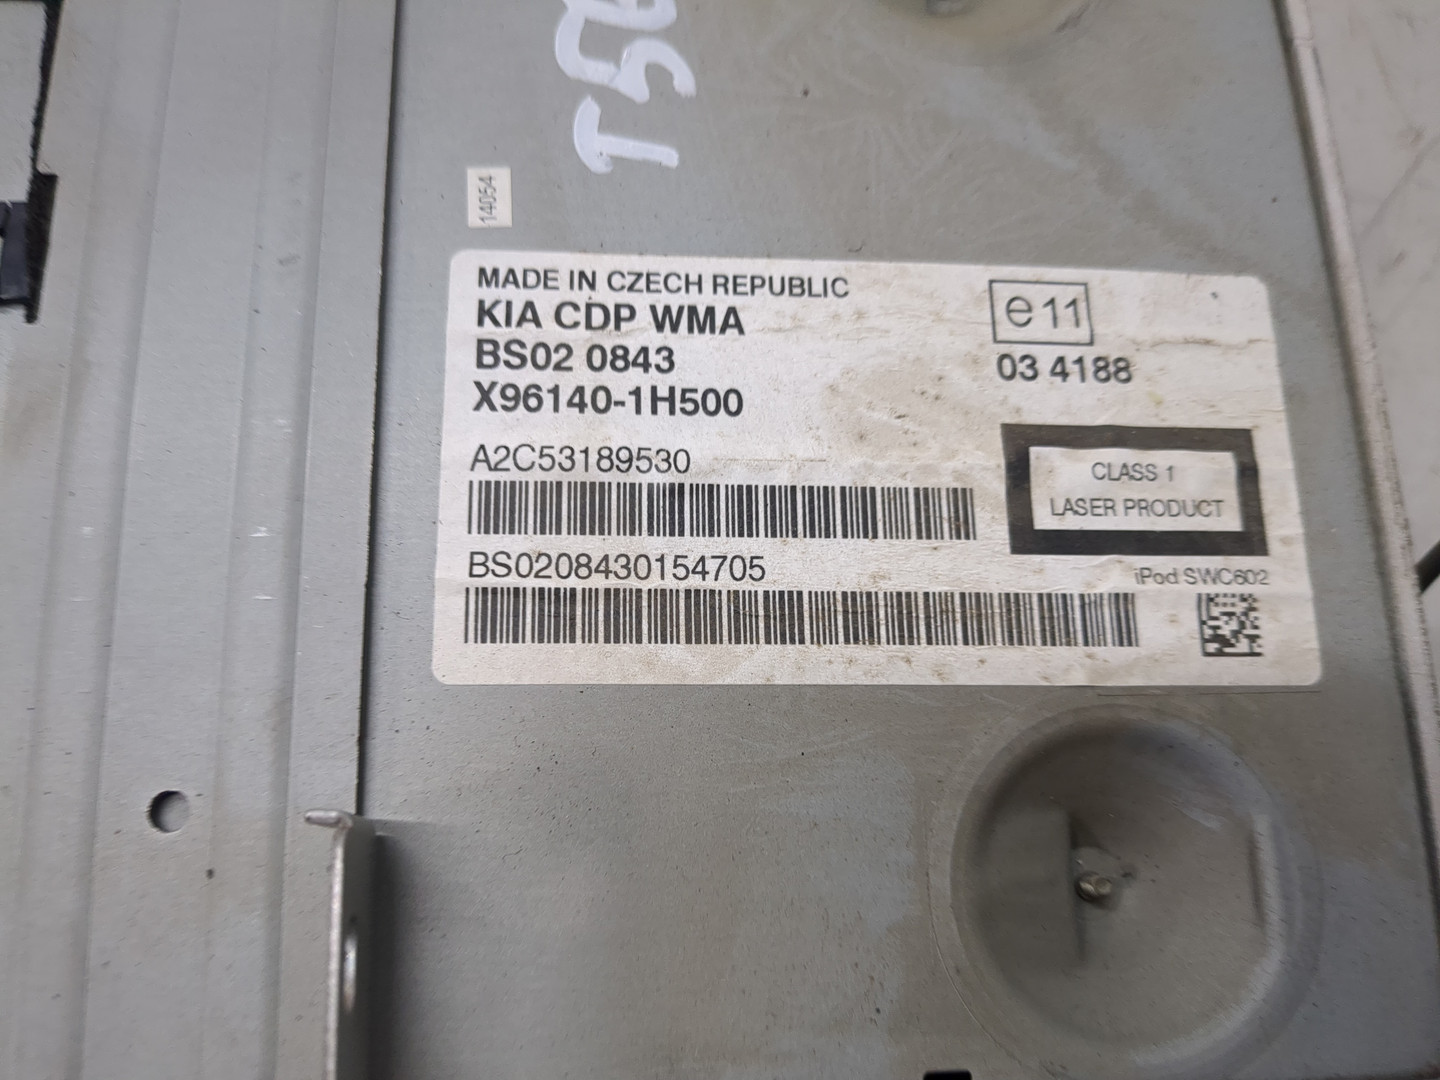 14054
MADE IN CZECH REPUBLIC
KIA CDP WMA
BS02 0843
X96140-1H500
e11
03 4188
A2C53189530
CLASS 1
LASER PRODUCT
BS0208430154705
iPod SWC602